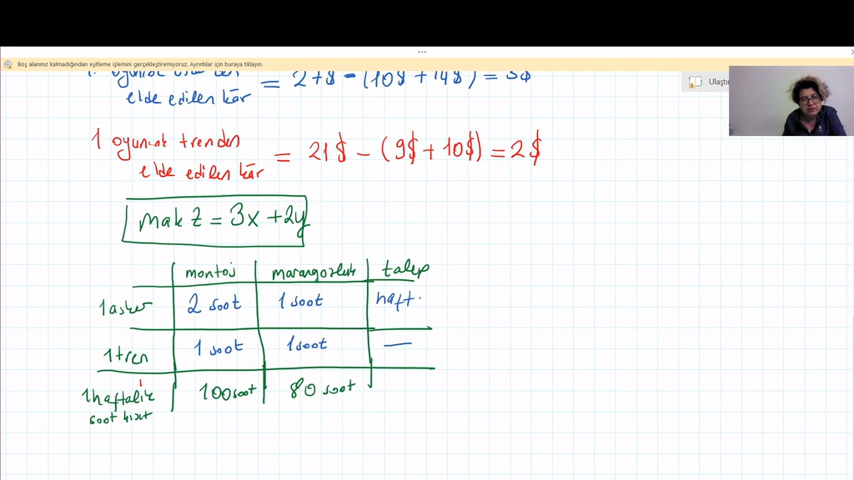 ...
Boş alanınız kalmadığından eşitleme işlemini gerçekleştiremiyoruz. Ayrıntılar için buraya tıklayın.
Ulaştır
elde edilen kâr
1 oyuncak trenden
elde edilen kâr = 21$ - (9$ + 10$) = 2$
mak z = 3x + 2y
montaj marangozluk talep
1 asker 2 saat 1 saat haft
1 tren 1 saat 1 saat —
1 haftalık 100 saat 80 saat
saat